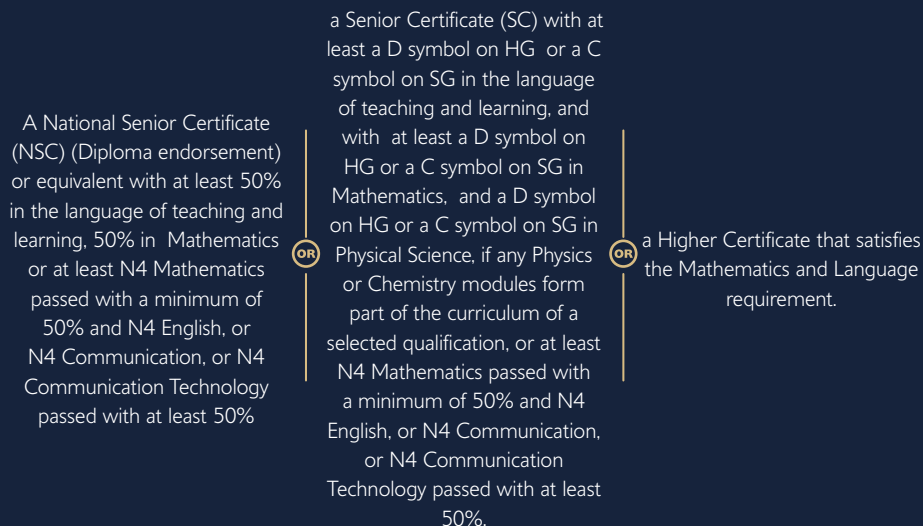 A National Senior Certificate
(NSC) (Diploma endorsement)
or equivalent with at least 50%
in the language of teaching and
learning, 50% in Mathematics
or at least N4 Mathematics
passed with a minimum of
50% and N4 English, or
N4 Communication, or N4
Communication Technology
passed with at least 50%
OR
a Senior Certificate (SC) with at
least a D symbol on HG or a C
symbol on SG in the language
of teaching and learning, and
with at least a D symbol on
HG or a C symbol on SG in
Mathematics, and a D symbol
on HG or a C symbol on SG in
Physical Science, if any Physics
or Chemistry modules form
part of the curriculum of a
selected qualification, or at least
N4 Mathematics passed with
a minimum of 50% and N4
English, or N4 Communication,
or N4 Communication
Technology passed with at least
50%.
OR
a Higher Certificate that satisfies
the Mathematics and Language
requirement.